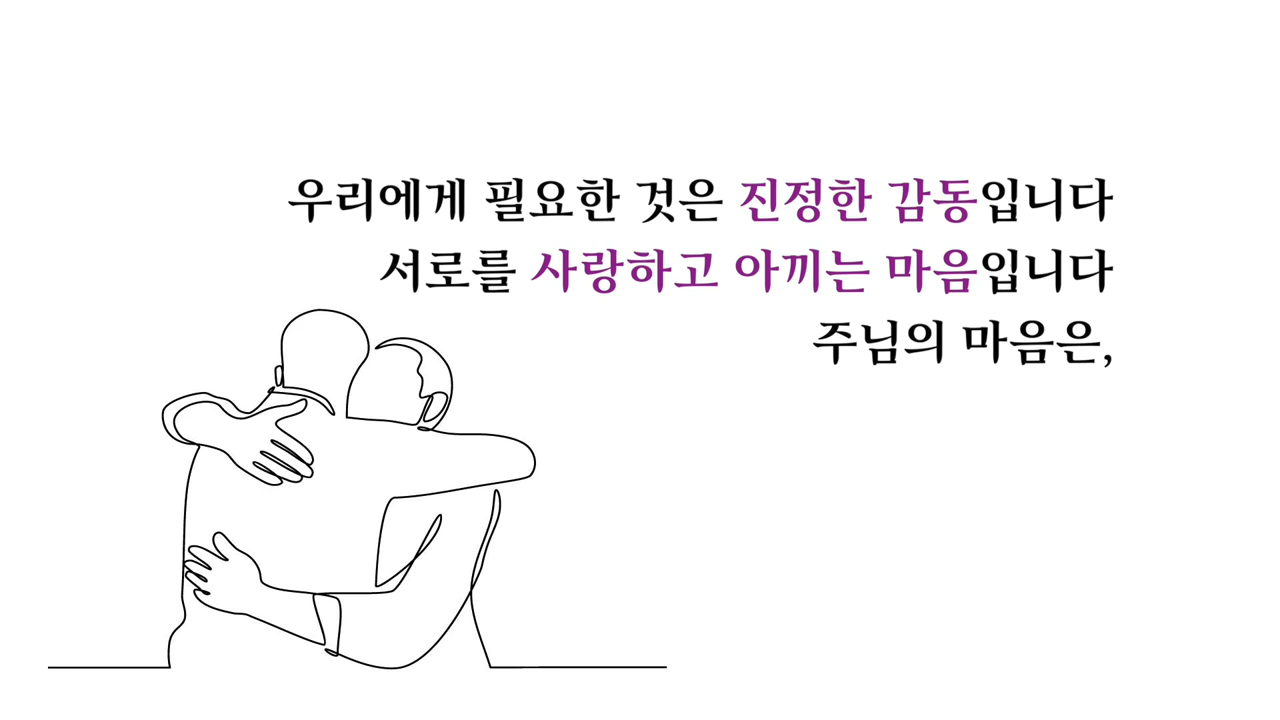 우리에게 필요한 것은 진정한 감동입니다
서로를 사랑하고 아끼는 마음입니다
주님의 마음은,